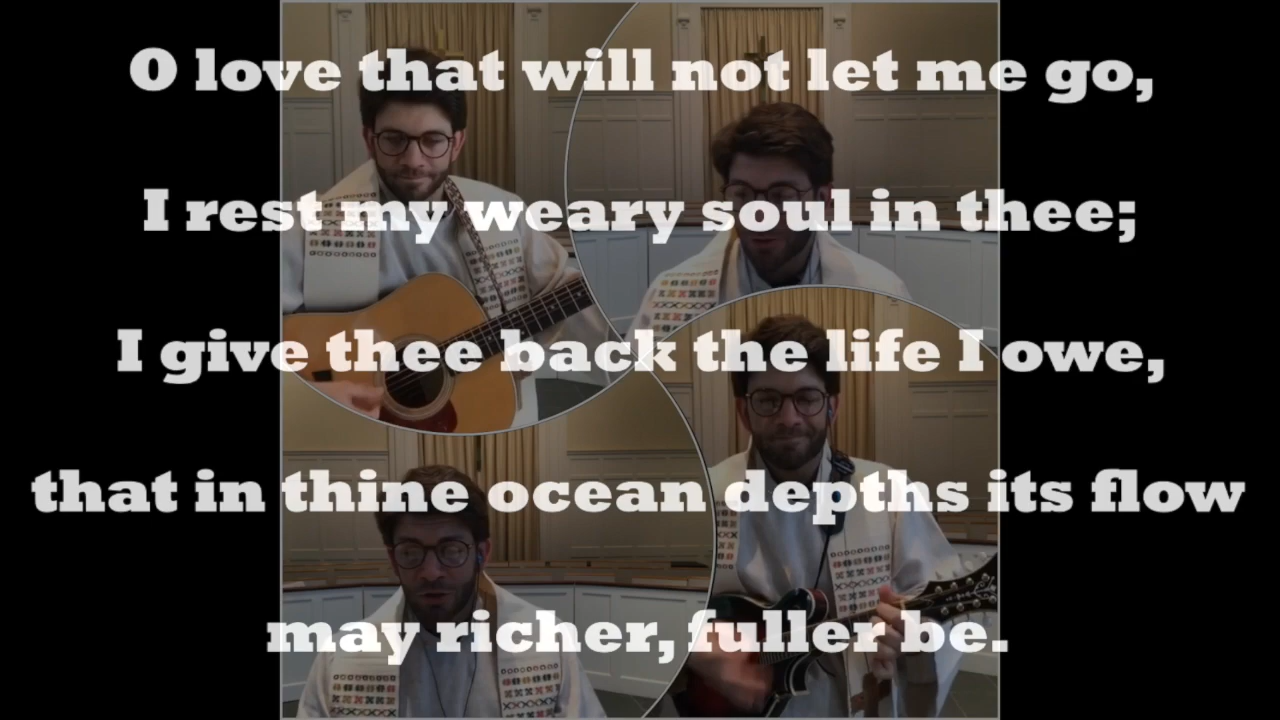 O love that will not let me go,
I rest my weary soul in thee;
I give thee back the life I owe,
that in thine ocean depths its flow
may richer, fuller be.